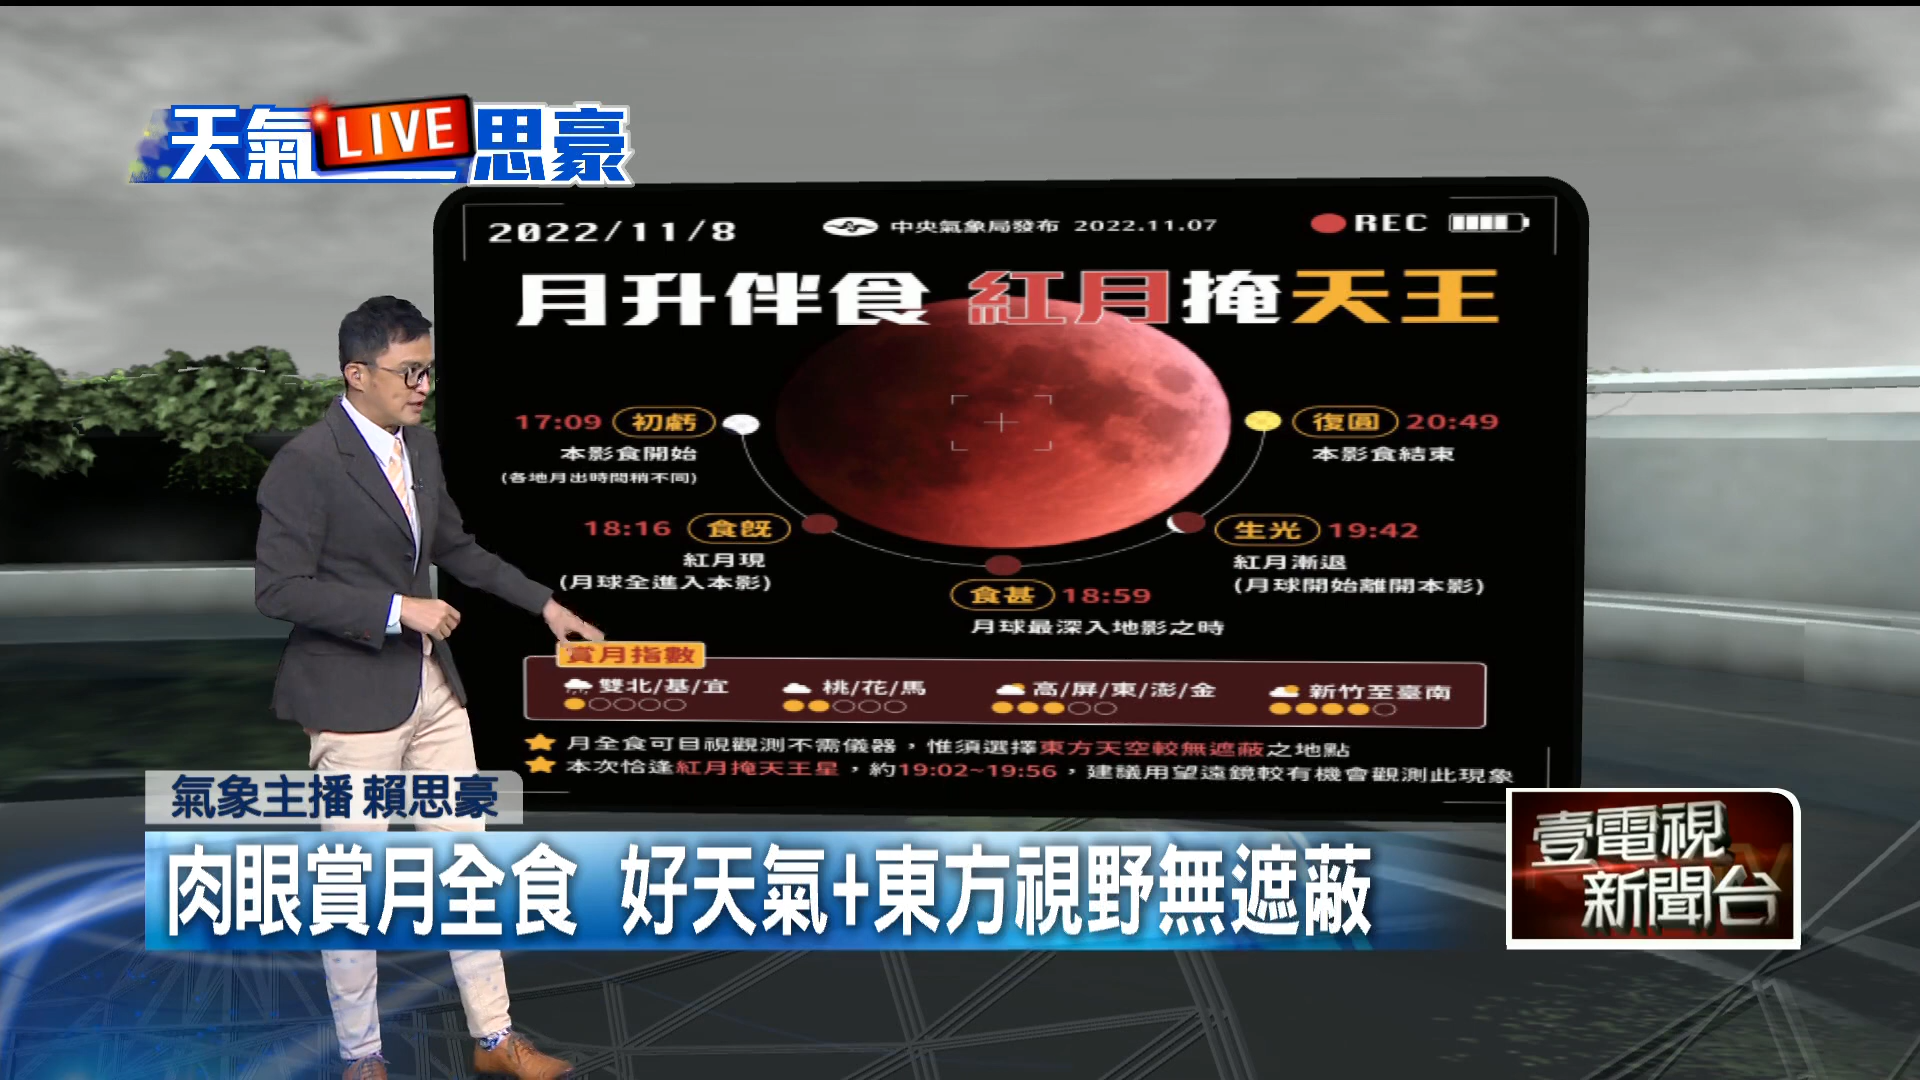 天氣LIVE思豪
2022/11/8
中央氣象局發布 2022.11.07
REC
月升伴食 紅月掩天王
17:09 初虧
本影食開始
(各地月出時間稍不同)
復圓 20:49
本影食結束
18:16 食既
紅月現
(月球全進入本影)
生光 19:42
紅月漸退
(月球開始離開本影)
食甚 18:59
月球最深入地影之時
賞月指數
雙北/基/宜
桃/花/馬
高/屏/東/澎/金
新竹至臺南
月全食可目視觀測不需儀器，惟須選擇東方天空較無遮蔽之地點
本次恰逢紅月掩天王星，約19:02~19:56，建議用望遠鏡較有機會觀測此現象
氣象主播 賴思豪
肉眼賞月全食 好天氣+東方視野無遮蔽
壹電視
新聞台